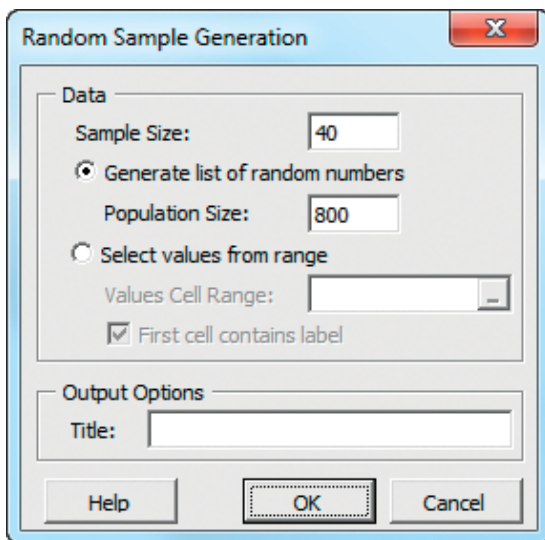 Random Sample Generation
X
Data
Sample Size: 40
Generate list of random numbers
Population Size: 800
Select values from range
Values Cell Range: _
First cell contains label
Output Options
Title:
Help OK Cancel